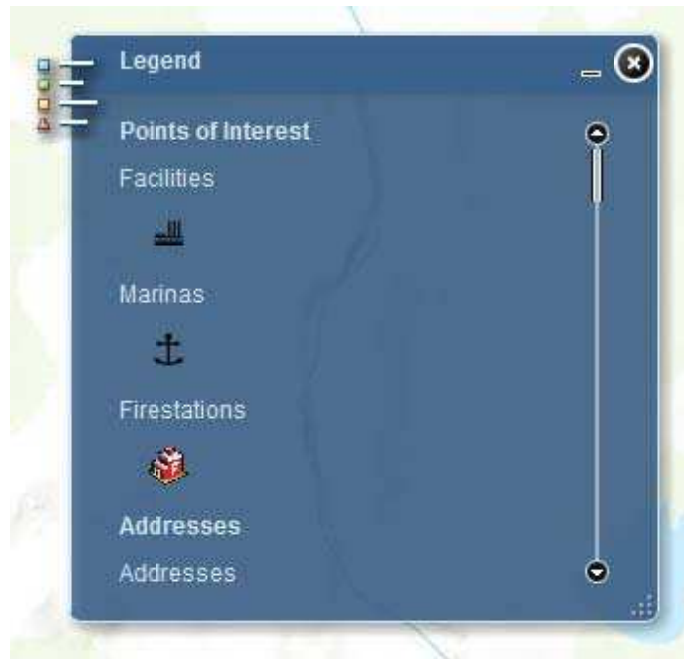 Legend
Points of Interest
Facilities
Marinas
Firestations
Addresses
Addresses